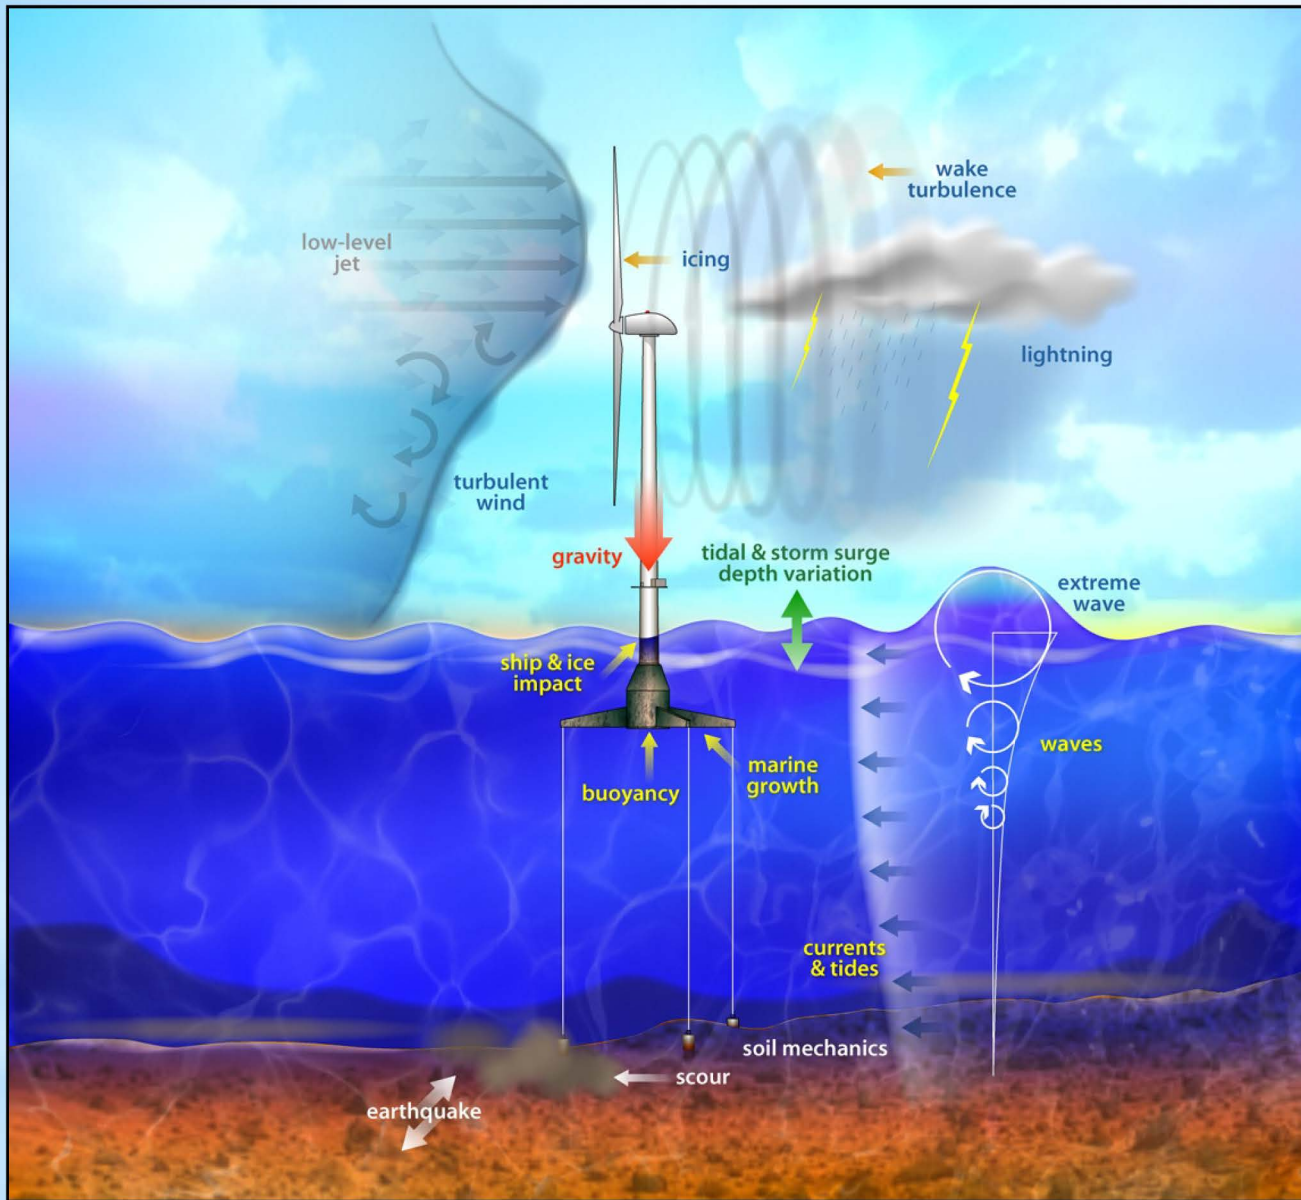 wake
turbulence
low-level
jet
icing
lightning
turbulent
wind
gravity
tidal & storm surge
depth variation
extreme
wave
ship & ice
impact
waves
marine
growth
buoyancy
currents
& tides
soil mechanics
scour
earthquake